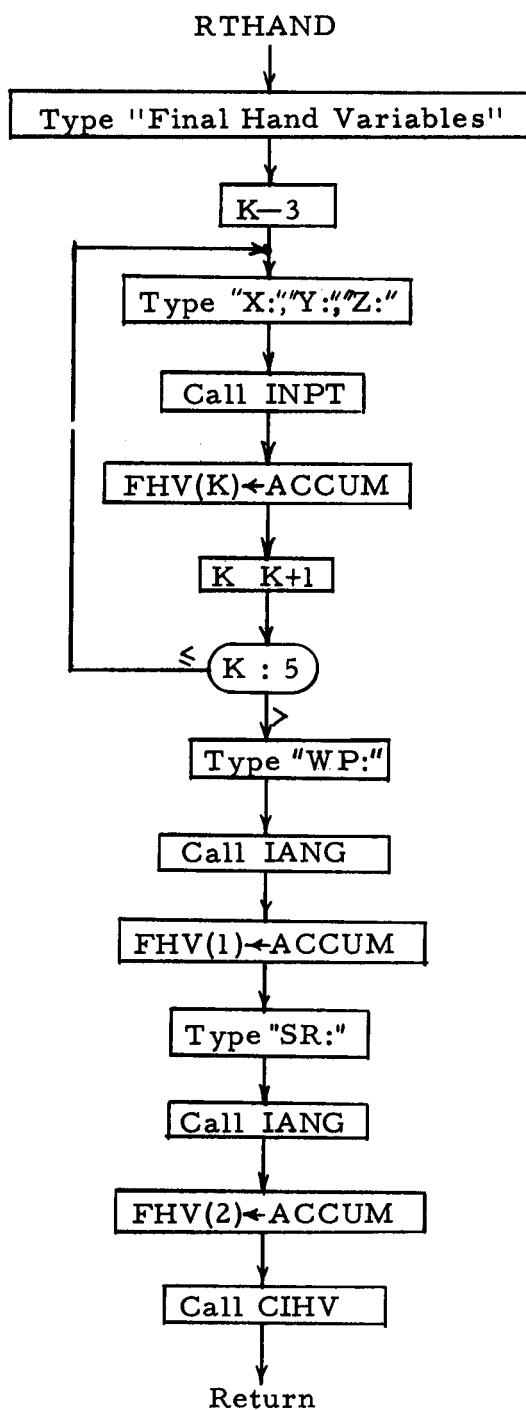 RTHAND
Type "Final Hand Variables"
K—3
Type "X:","Y:","Z:"
Call INPT
FHV(K)←ACCUM
K K+1
K : 5
≤
>
Type "WP:"
Call IANG
FHV(1)←ACCUM
Type "SR:"
Call IANG
FHV(2)←ACCUM
Call CIHV
Return